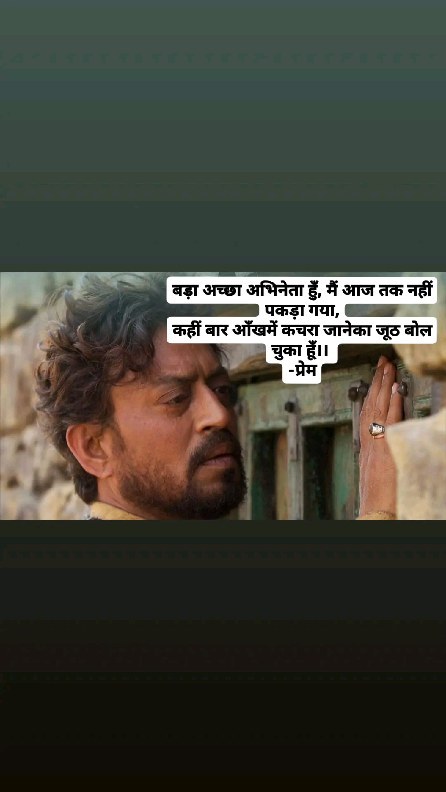 बड़ा अच्छा अभिनेता हुँ, मैं आज तक नहीं
पकड़ा गया,
कहीं बार आँखमें कचरा जानेका जूठ बोल
चुका हूँ।।
-प्रेम